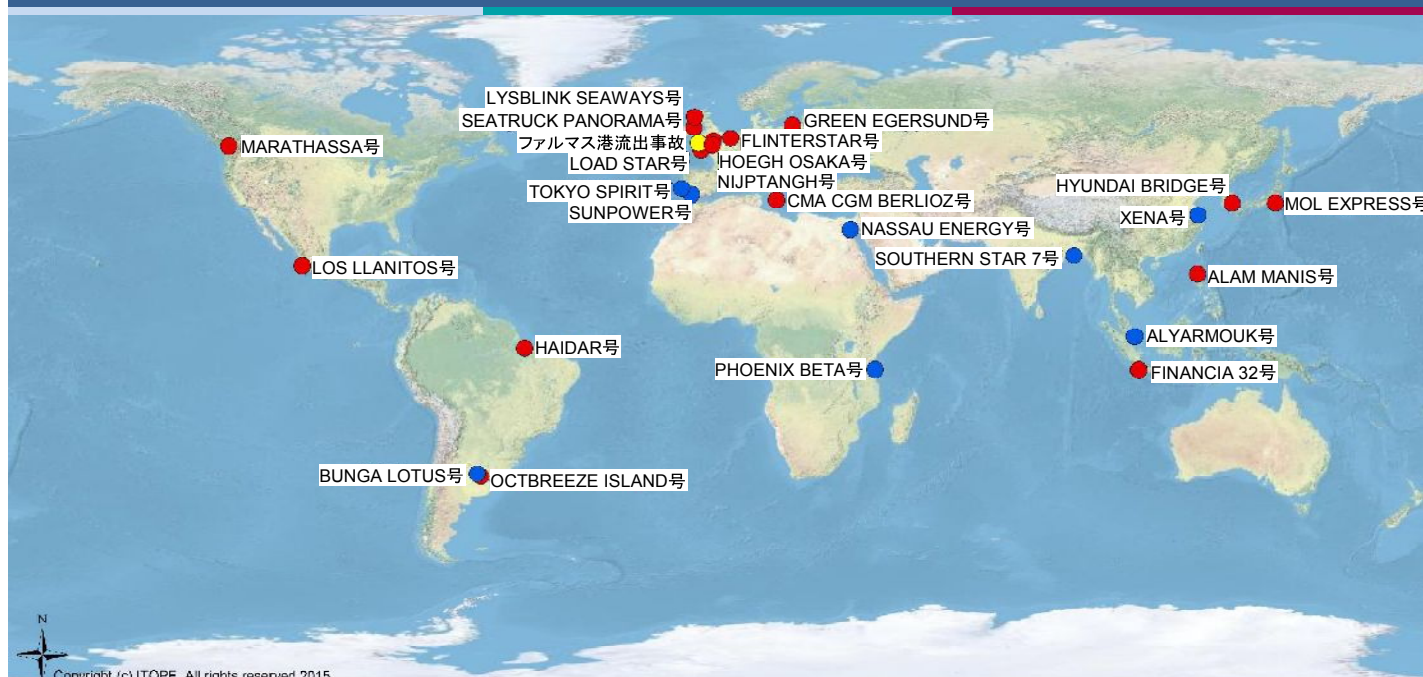 LYSBLINK SEAWAYS号
SEATRUCK PANORAMA号
GREEN EGERSUND号
ファルマス港流出事故
FLINTERSTAR号
MARATHASSA号
LOAD STAR号
HOEGH OSAKA号
NIJPTANGH号
TOKYO SPIRIT号
SUNPOWER号
CMA CGM BERLIOZ号
HYUNDAI BRIDGE号
MOL EXPRESS号
XENA号
NASSAU ENERGY号
SOUTHERN STAR 7号
LOS LLANITOS号
ALAM MANIS号
ALYARMOUK号
HAIDAR号
PHOENIX BETA号
FINANCIA 32号
BUNGA LOTUS号
OCTBREEZE ISLAND号
N
Copyright (c) ITOPF. All rights reserved 2015